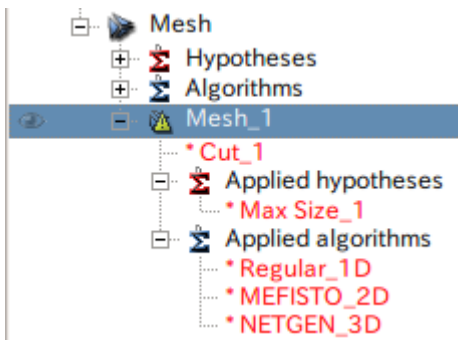 Mesh
Hypotheses
Algorithms
Mesh_1
* Cut_1
Applied hypotheses
* Max Size_1
Applied algorithms
* Regular_1D
* MEFISTO_2D
* NETGEN_3D